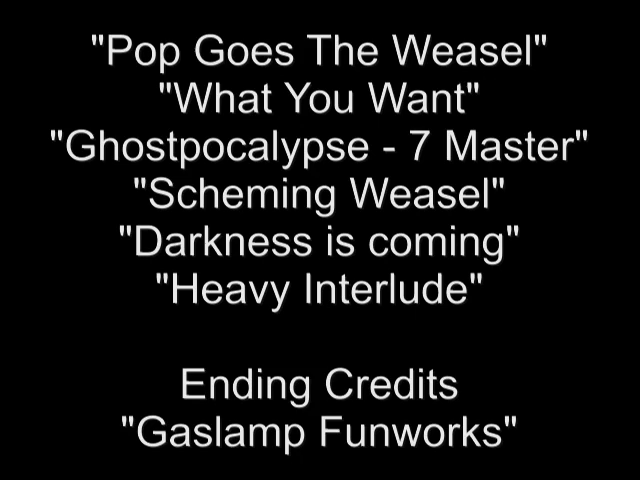 "Pop Goes The Weasel"
"What You Want"
"Ghostpocalypse - 7 Master"
"Scheming Weasel"
"Darkness is coming"
"Heavy Interlude"
Ending Credits
"Gaslamp Funworks"